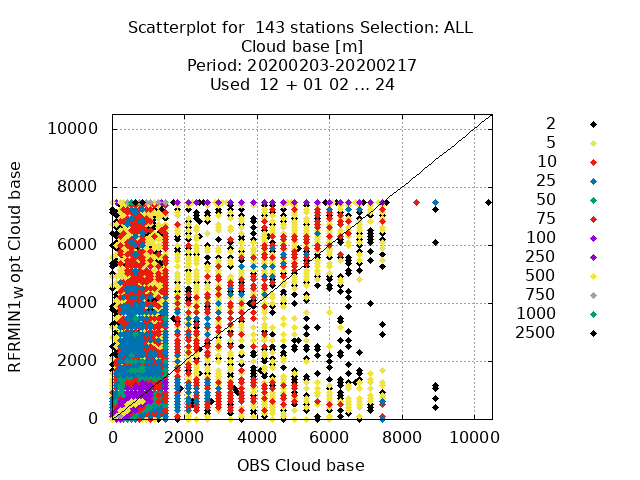 Scatterplot for 143 stations Selection: ALL
Cloud base [m]
Period: 20200203-20200217
Used 12 + 01 02 ... 24
10000
8000
6000
4000
2000
0
RFRMIN1W opt Cloud base
0 2000 4000 6000 8000 10000
OBS Cloud base
2
5
10
25
50
75
100
250
500
750
1000
2500